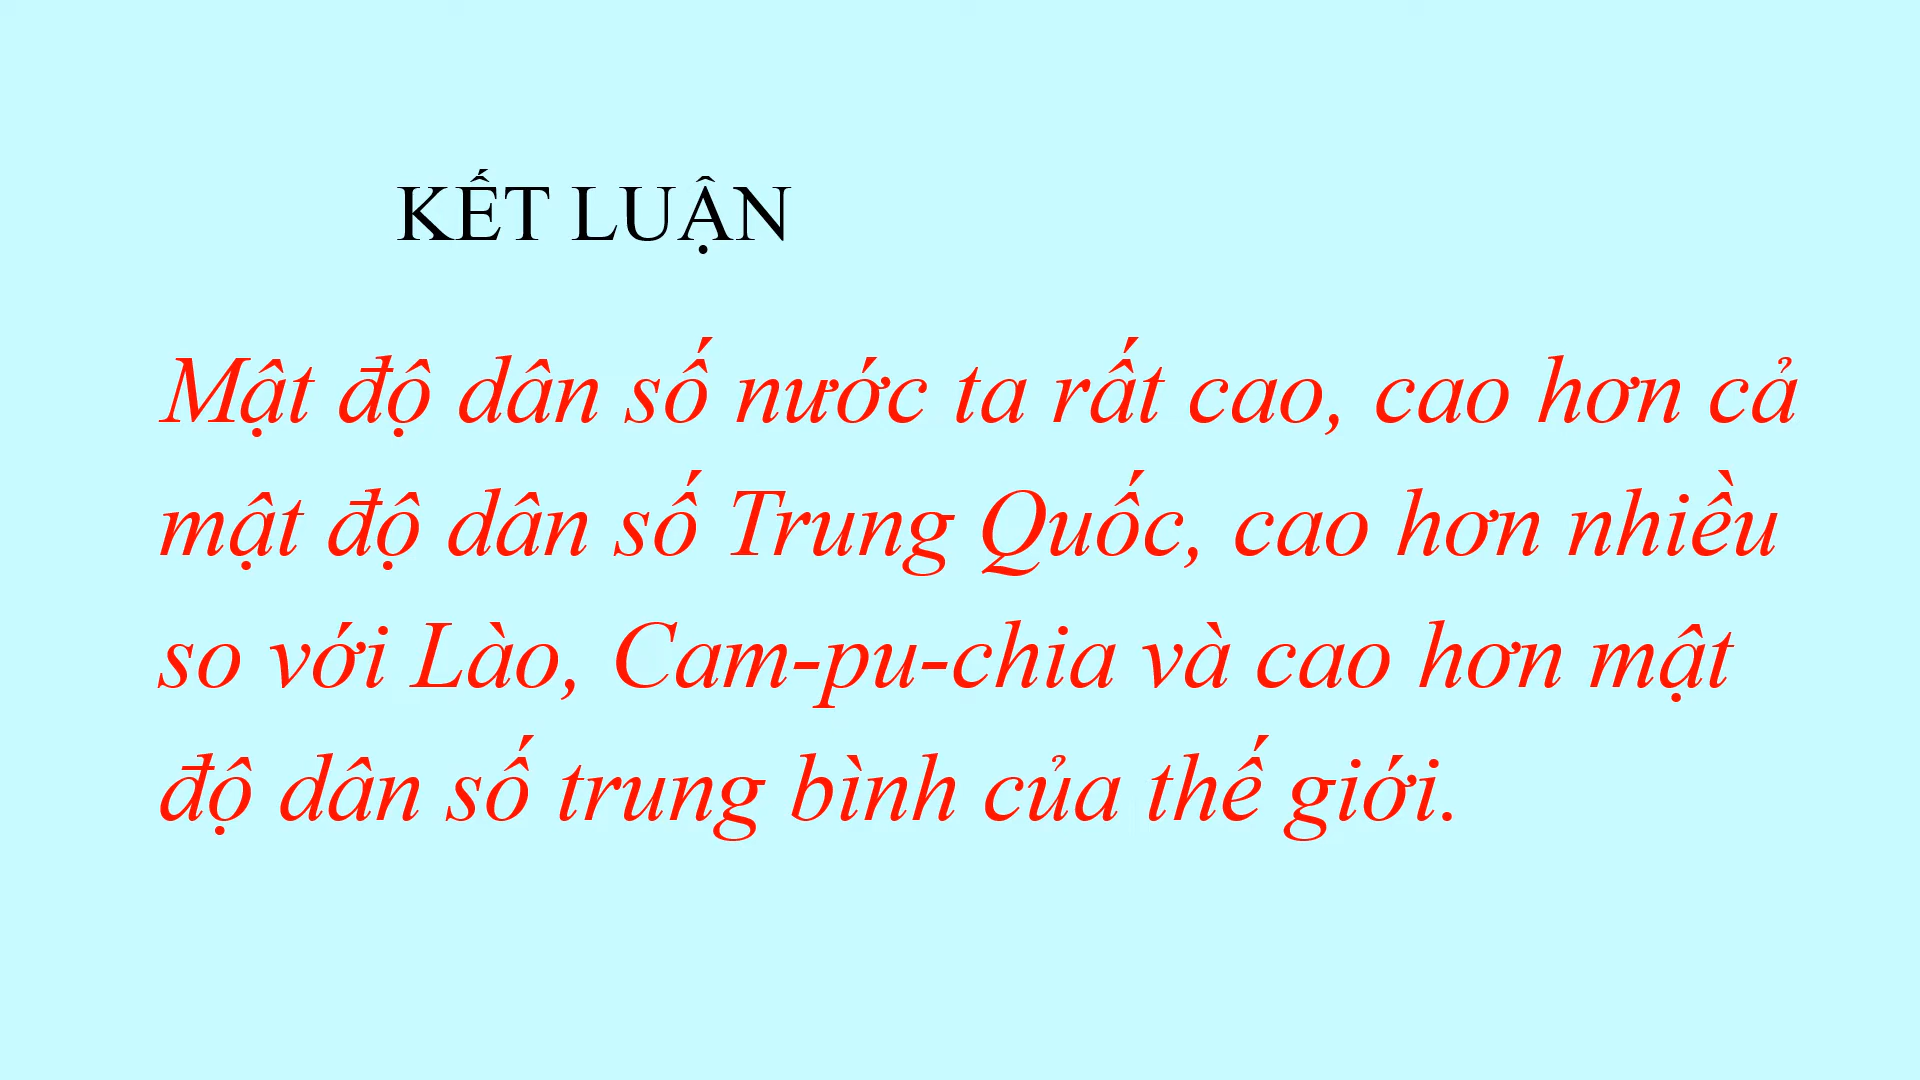 KẾT LUẬN
Mật độ dân số nước ta rất cao, cao hơn cả
mật độ dân số Trung Quốc, cao hơn nhiều
so với Lào, Cam-pu-chia và cao hơn mật
độ dân số trung bình của thế giới.